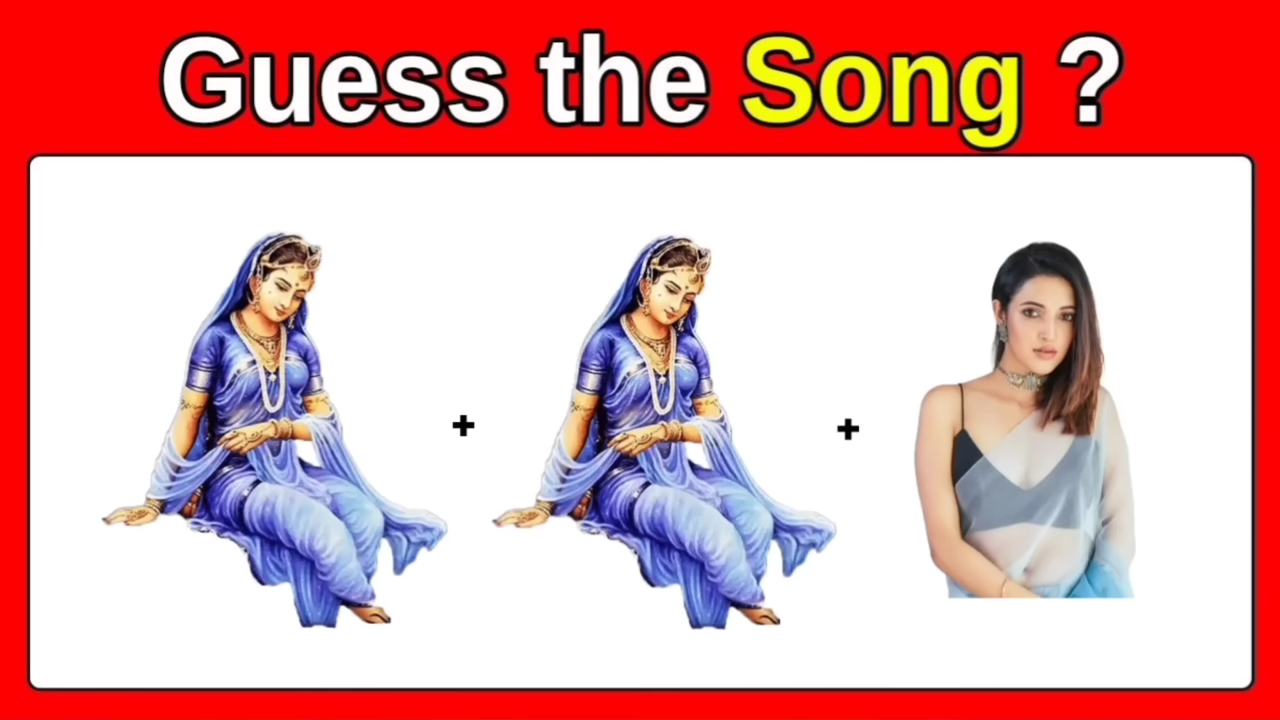 Guess the Song ?
+ +